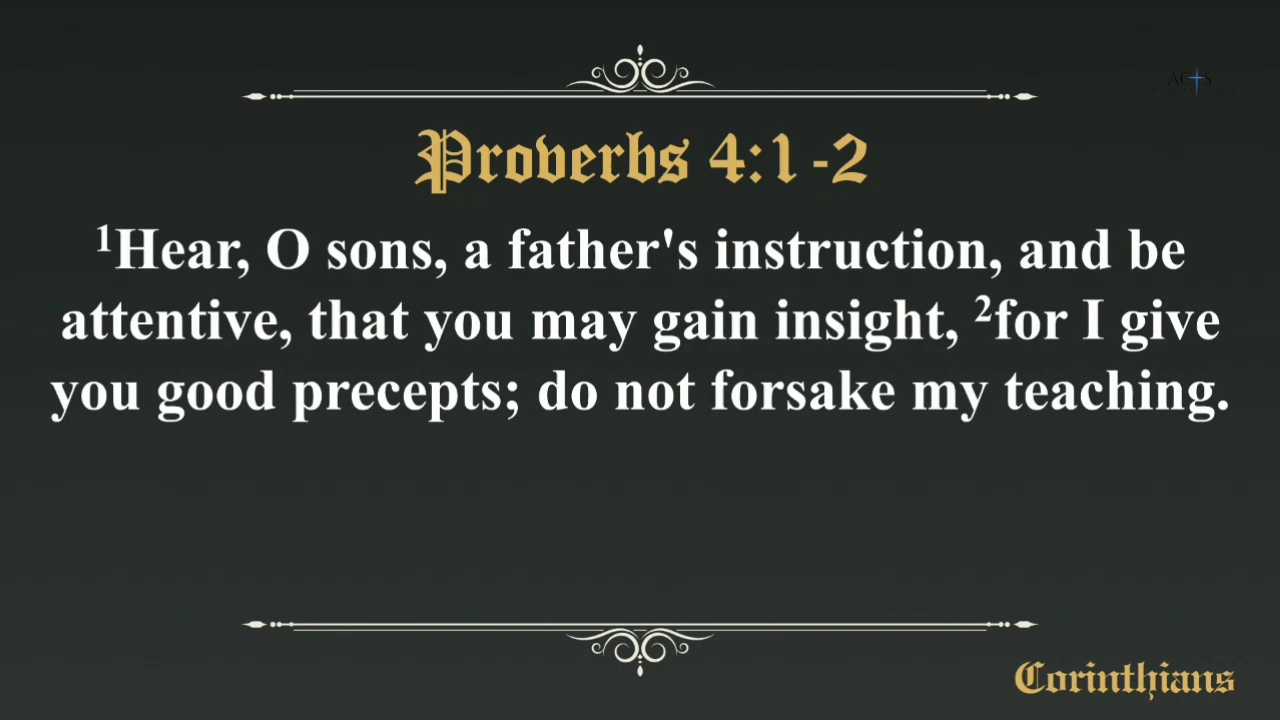 ACTS
Proverbs 4:1-2
¹Hear, O sons, a father's instruction, and be
attentive, that you may gain insight, ²for I give
you good precepts; do not forsake my teaching.
Corinthians